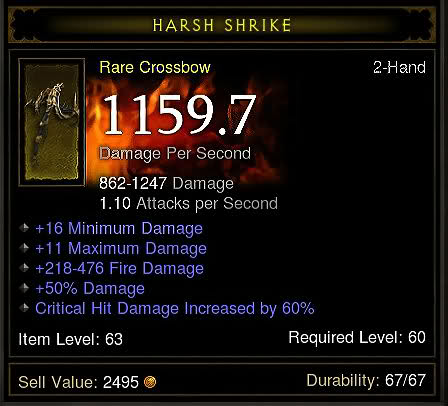 HARSH SHRIKE
Rare Crossbow 2-Hand
1159.7
Damage Per Second
862-1247 Damage
1.10 Attacks per Second
+16 Minimum Damage
+11 Maximum Damage
+218-476 Fire Damage
+50% Damage
Critical Hit Damage Increased by 60%
Item Level: 63 Required Level: 60
Sell Value: 2495 Durability: 67/67